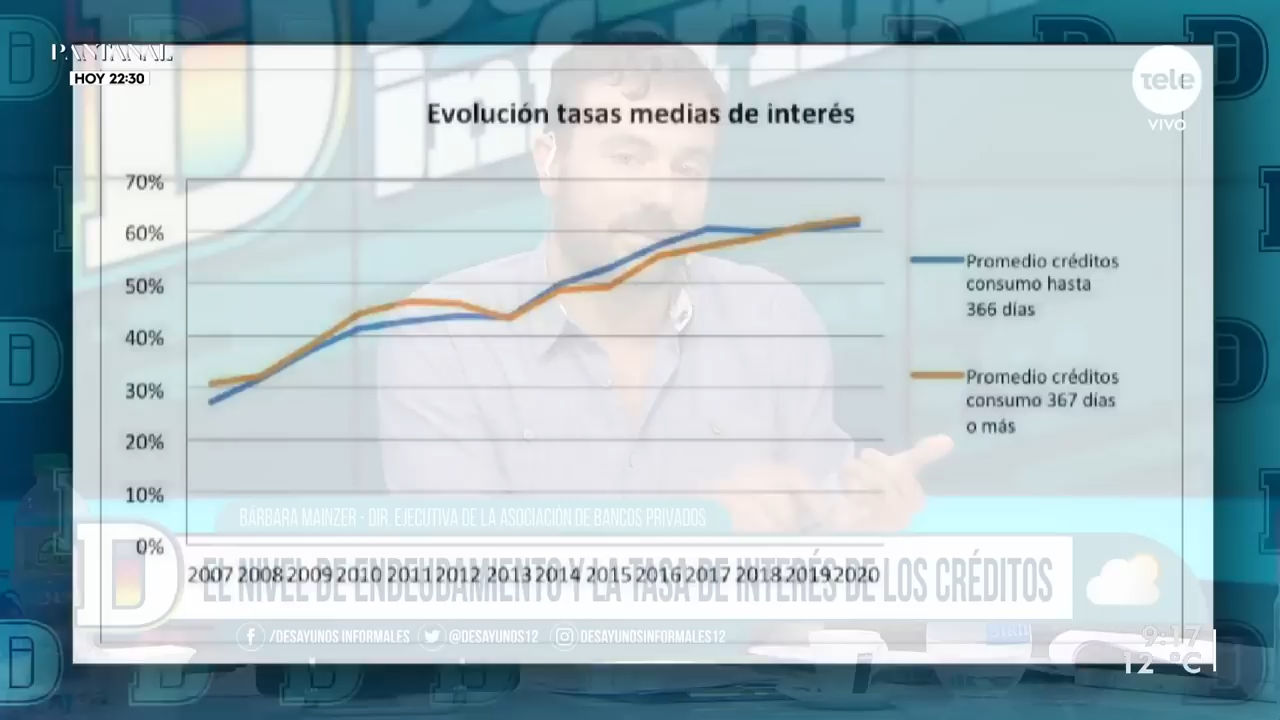 PANTANAL
HOY 22:30
tele
VIVO
Evolución tasas medias de interés
70%
60%
50%
40%
30%
20%
10%
0%
2007 2008 2009 2010 2011 2012 2013 2014 2015 2016 2017 2018 2019 2020
Promedio créditos
consumo hasta
366 días
Promedio créditos
consumo 367 días
o más
BÁRBARA MAINZER - DIR. EJECUTIVA DE LA ASOCIACIÓN DE BANCOS PRIVADOS
EL NIVEL DE ENDEUDAMIENTO Y LA TASA DE INTERÉS DE LOS CRÉDITOS
/DESAYUNOS INFORMALES @DESAYUNOS12 DESAYUNOSINFORMALES12
9:17
12 °C